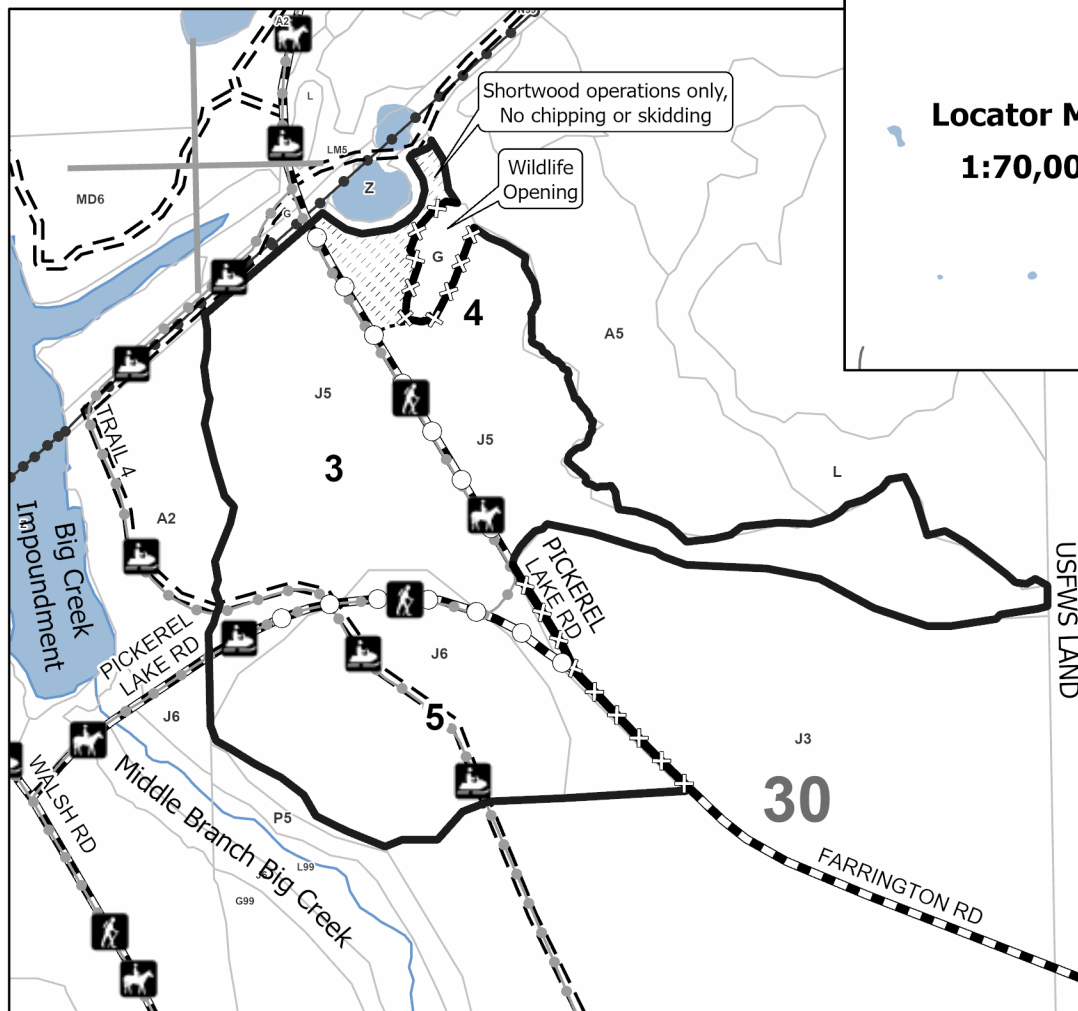 A2
N99
L
Shortwood operations only,
No chipping or skidding
Locator M
1:70,00
LM5
Wildlife
Opening
Z
MD6
G
G
4
A5
J5
TRAIL 4
J5
3
L
A2
Big Creek
Impoundment
PICKEREL
LAKE RD
USFWS LAND
PICKEREL
LAKE RD
J6
J6
5
J3
30
WALSH RD
Middle Branch Big Creek
P5
FARRINGTON RD
L99
G99